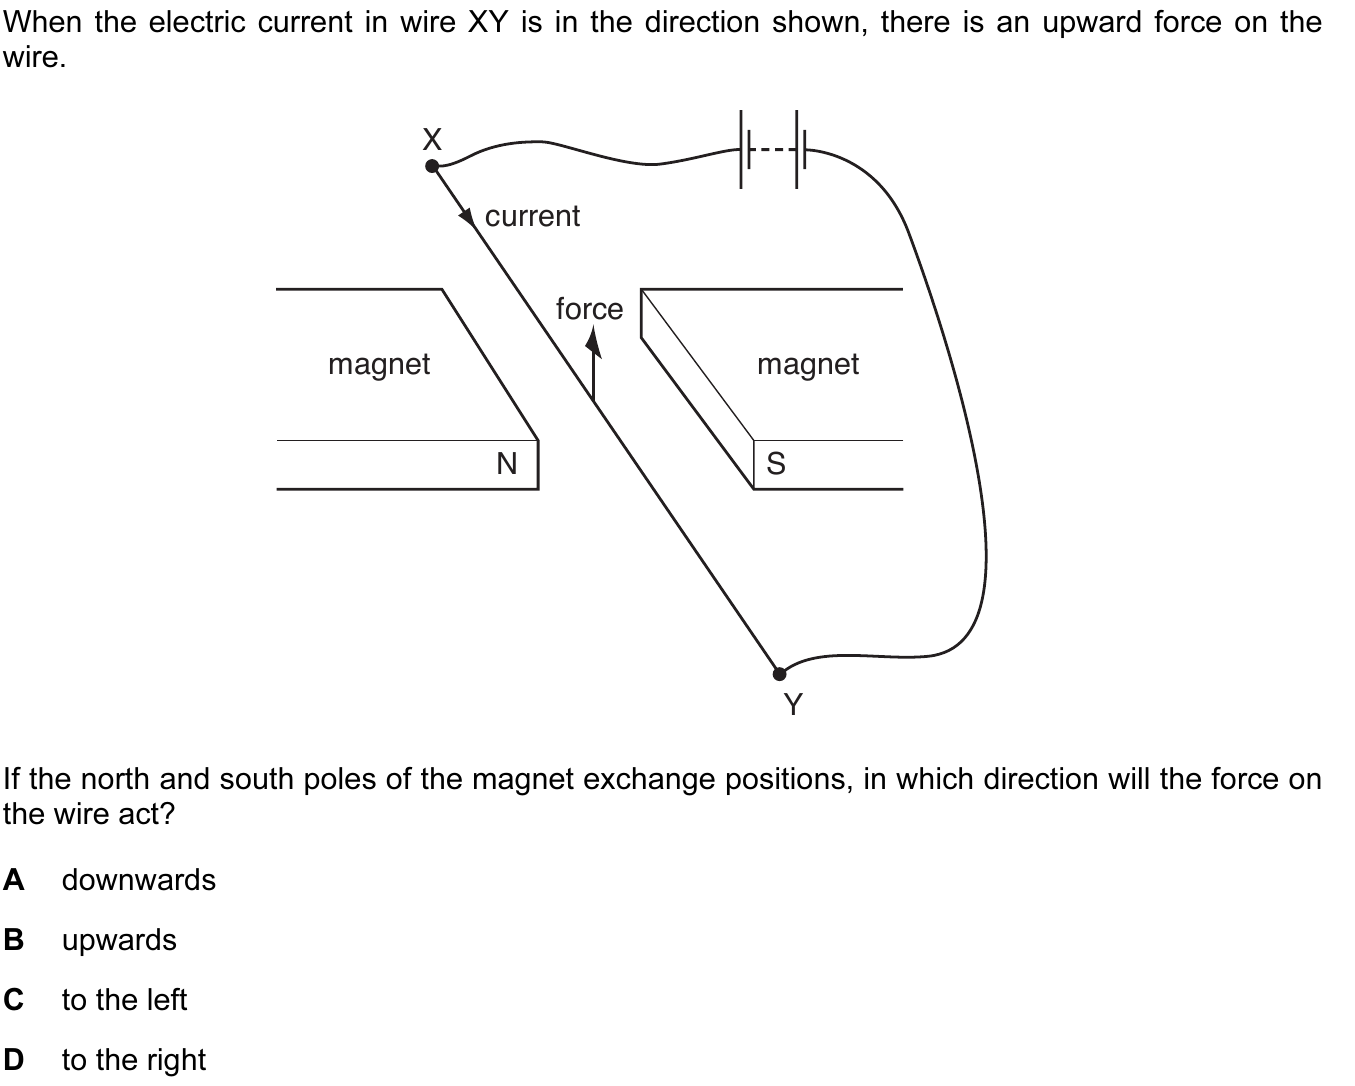 When the electric current in wire XY is in the direction shown, there is an upward force on the
wire.
X
current
force
magnet
magnet
N
S
Y
If the north and south poles of the magnet exchange positions, in which direction will the force on
the wire act?
A downwards
B upwards
C to the left
D to the right